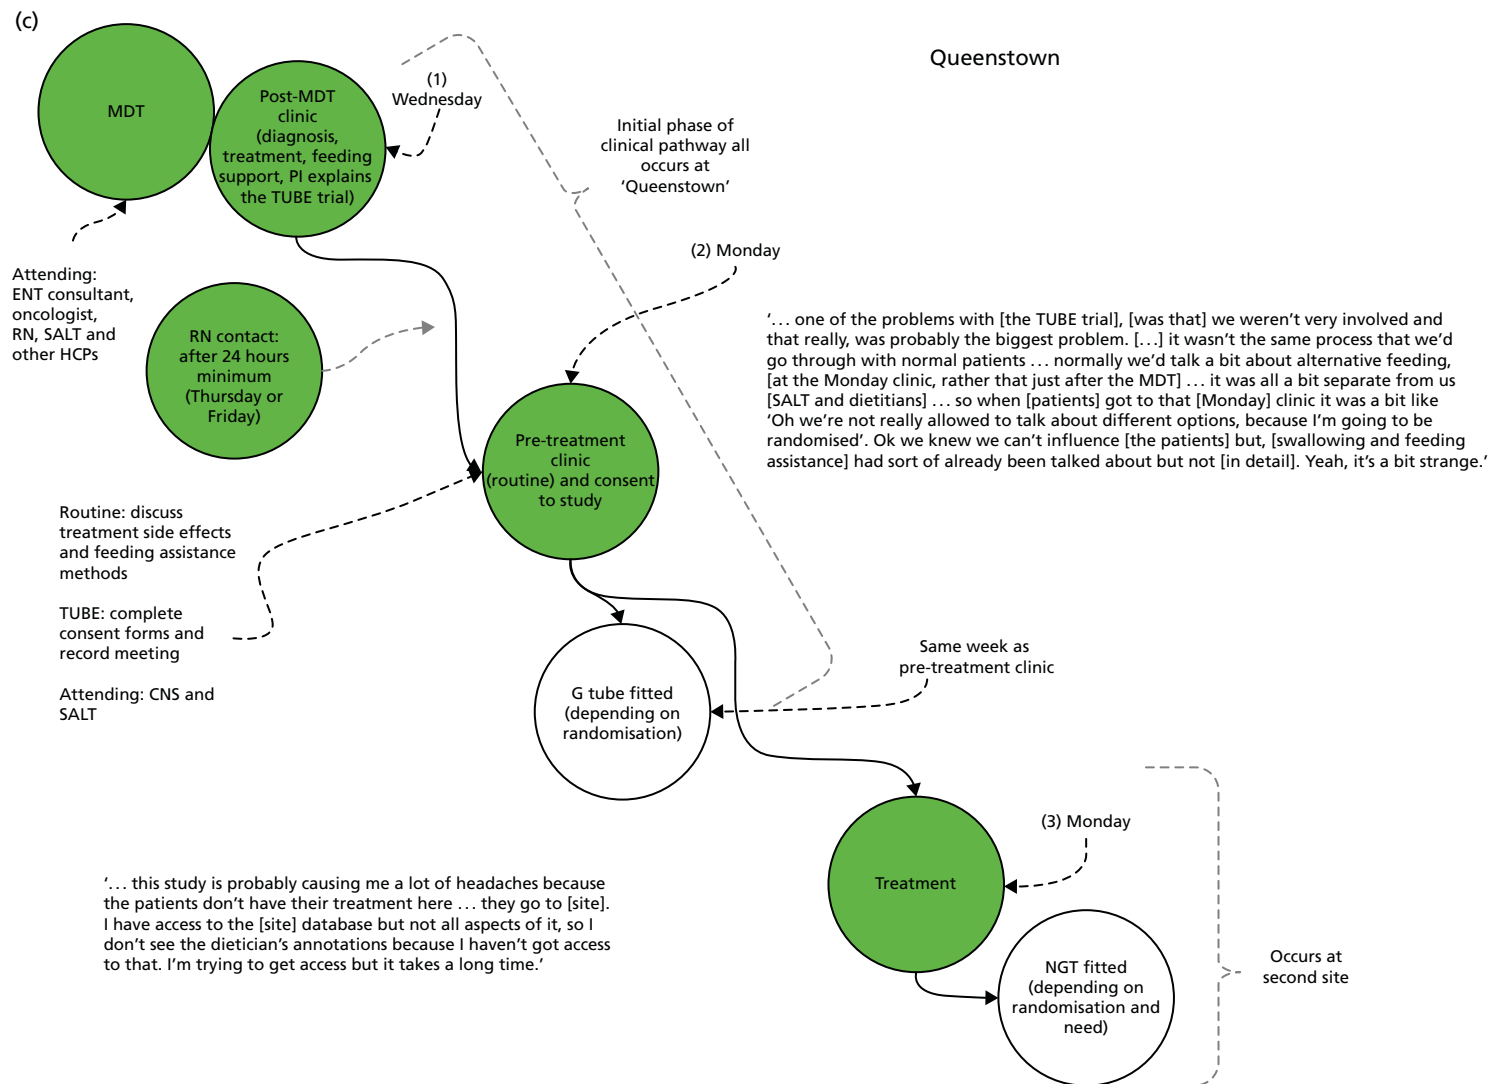 (c)
Queenstown
MDT
Post-MDT
clinic
(diagnosis,
treatment, feeding
support, PI explains
the TUBE trial)
(1)
Wednesday
Initial phase of
clinical pathway all
occurs at
‘Queenstown’
(2) Monday
Attending:
ENT consultant,
oncologist,
RN, SALT and
other HCPs
RN contact:
after 24 hours
minimum
(Thursday or
Friday)
‘... one of the problems with [the TUBE trial], [was that] we weren’t very involved and
that really, was probably the biggest problem. [...] it wasn’t the same process that we’d
go through with normal patients ... normally we’d talk a bit about alternative feeding,
[at the Monday clinic, rather that just after the MDT] ... it was all a bit separate from us
[SALT and dietitians] ... so when [patients] got to that [Monday] clinic it was a bit like
‘Oh we’re not really allowed to talk about different options, because I’m going to be
randomised’. Ok we knew we can’t influence [the patients] but, [swallowing and feeding
assistance] had sort of already been talked about but not [in detail]. Yeah, it’s a bit strange.’
Pre-treatment
clinic
(routine) and consent
to study
Routine: discuss
treatment side effects
and feeding assistance
methods
TUBE: complete
consent forms and
record meeting
Attending: CNS and
SALT
G tube fitted
(depending on
randomisation)
Same week as
pre-treatment clinic
(3) Monday
Treatment
‘... this study is probably causing me a lot of headaches because
the patients don’t have their treatment here ... they go to [site].
I have access to the [site] database but not all aspects of it, so I
don’t see the dietician’s annotations because I haven’t got access
to that. I’m trying to get access but it takes a long time.’
NGT fitted
(depending on
randomisation and
need)
Occurs at
second site